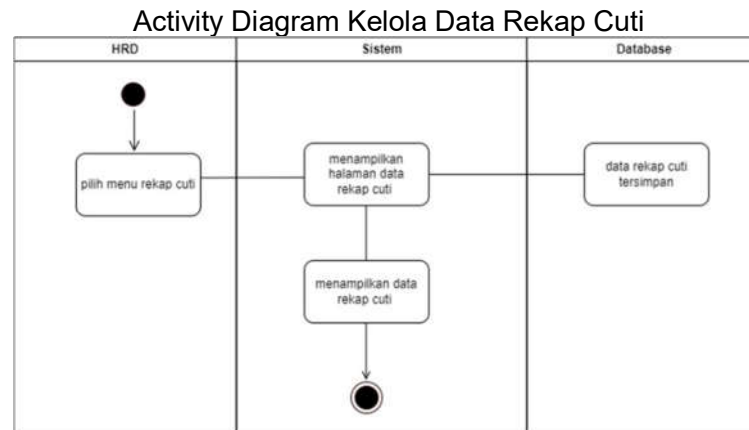 Activity Diagram Kelola Data Rekap Cuti
HRD
Sistem
Database
pilih menu rekap cuti
menampilkan
halaman data
rekap cuti
data rekap cuti
tersimpan
menampilkan data
rekap cuti